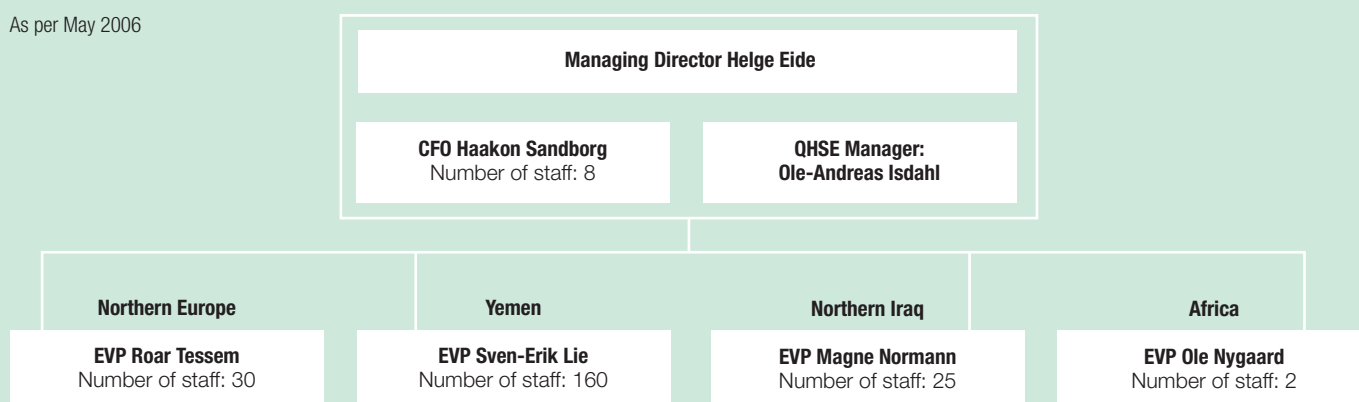 As per May 2006
Managing Director Helge Eide
CFO Haakon Sandborg
Number of staff: 8
QHSE Manager:
Ole-Andreas Isdahl
Northern Europe
EVP Roar Tessem
Number of staff: 30
Yemen
EVP Sven-Erik Lie
Number of staff: 160
Northern Iraq
EVP Magne Normann
Number of staff: 25
Africa
EVP Ole Nygaard
Number of staff: 2